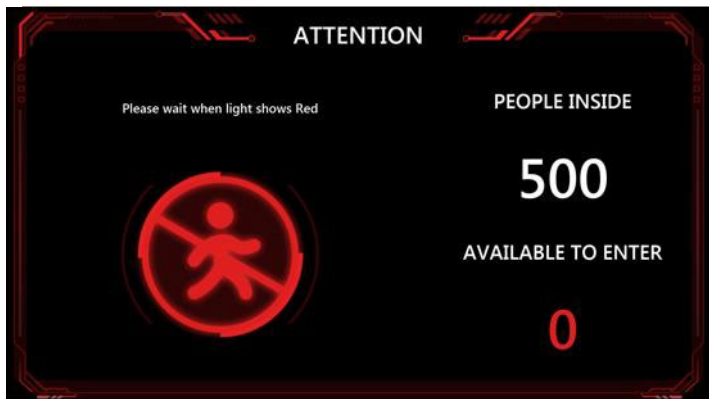 ATTENTION
Please wait when light shows Red
PEOPLE INSIDE
500
AVAILABLE TO ENTER
0